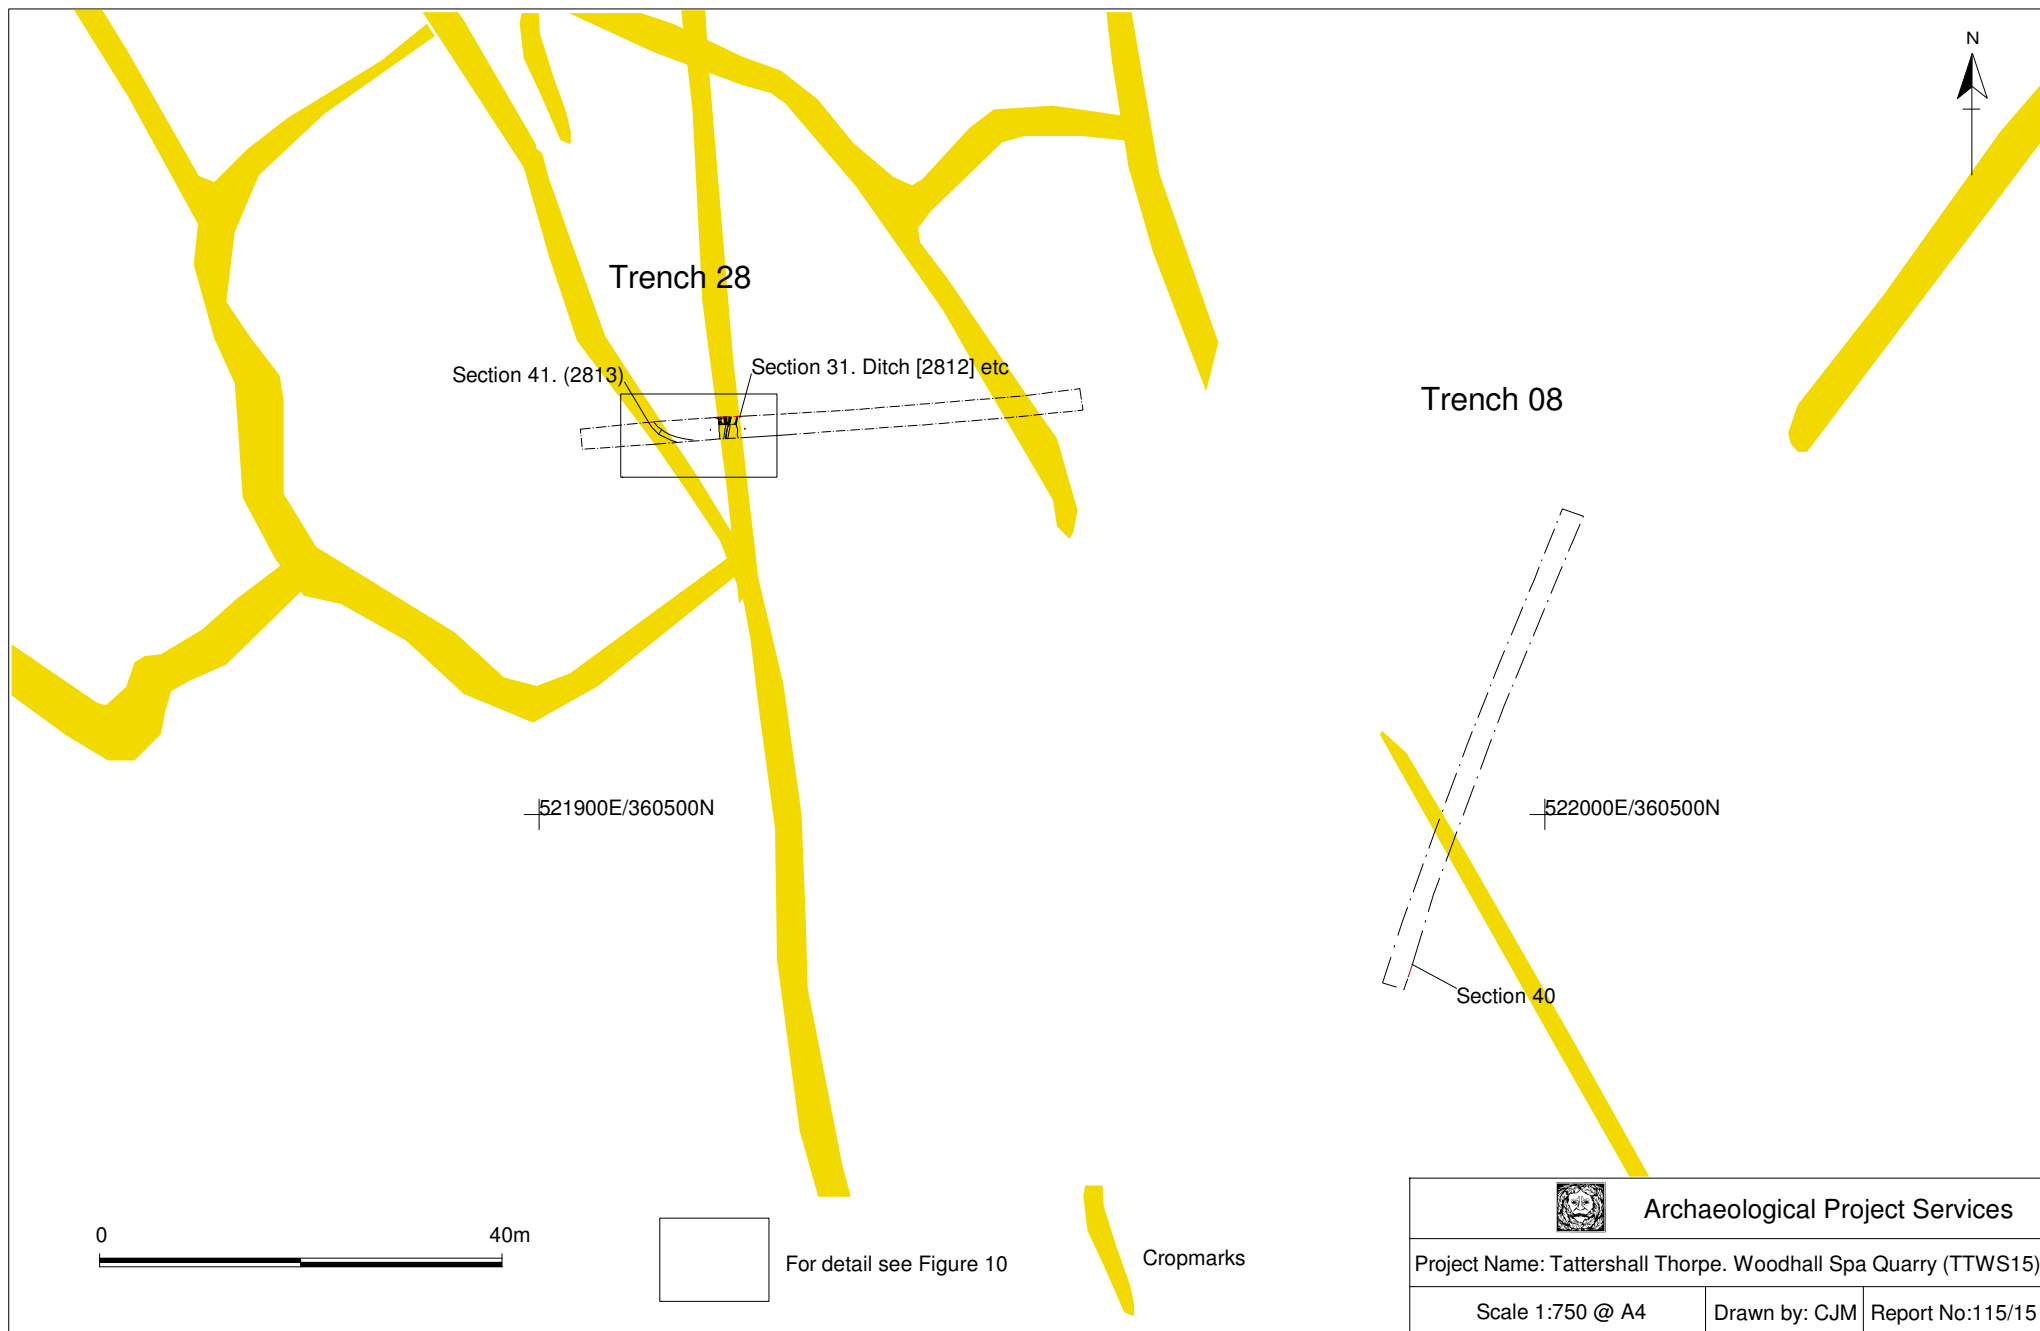 N
Trench 28
Section 41. (2813)
Section 31. Ditch [2812] etc
Trench 08
521900E/360500N
522000E/360500N
Section 40
0
40m
For detail see Figure 10
Cropmarks
Archaeological Project Services
Project Name: Tattershall Thorpe. Woodhall Spa Quarry (TTWS15)
Scale 1:750 @ A4
Drawn by: CJM
Report No:115/15